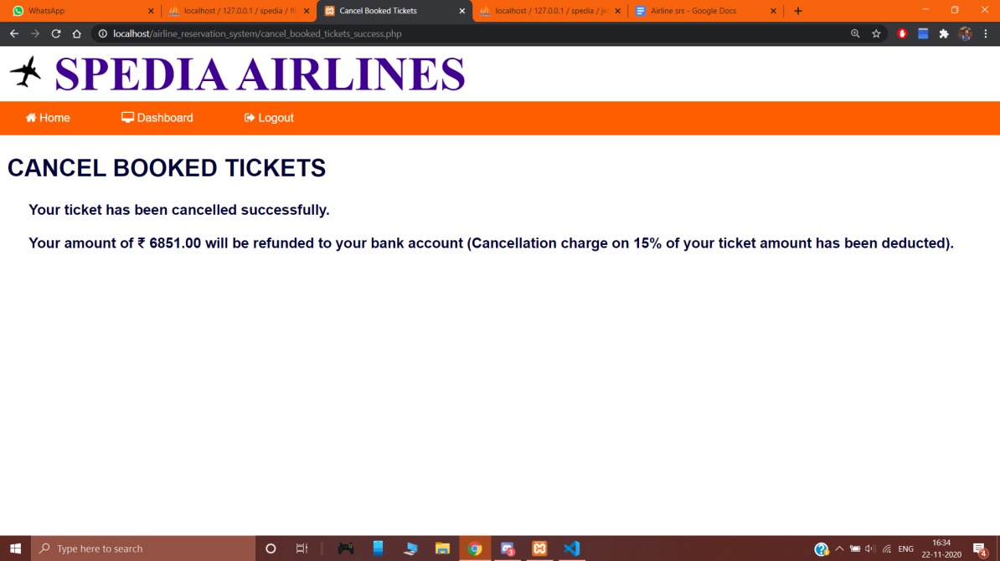 WhatsApp
localhost / 127.0.0.1 / spedia / fli
Cancel Booked Tickets
localhost / 127.0.0.1 / spedia / je
Airline srs - Google Docs
localhost/airline_reservation_system/cancel_booked_tickets_success.php
SPEDIA AIRLINES
Home
Dashboard
Logout
CANCEL BOOKED TICKETS
Your ticket has been cancelled successfully.
Your amount of ₹ 6851.00 will be refunded to your bank account (Cancellation charge on 15% of your ticket amount has been deducted).
Type here to search
3
ENG
16:34
22-11-2020
4